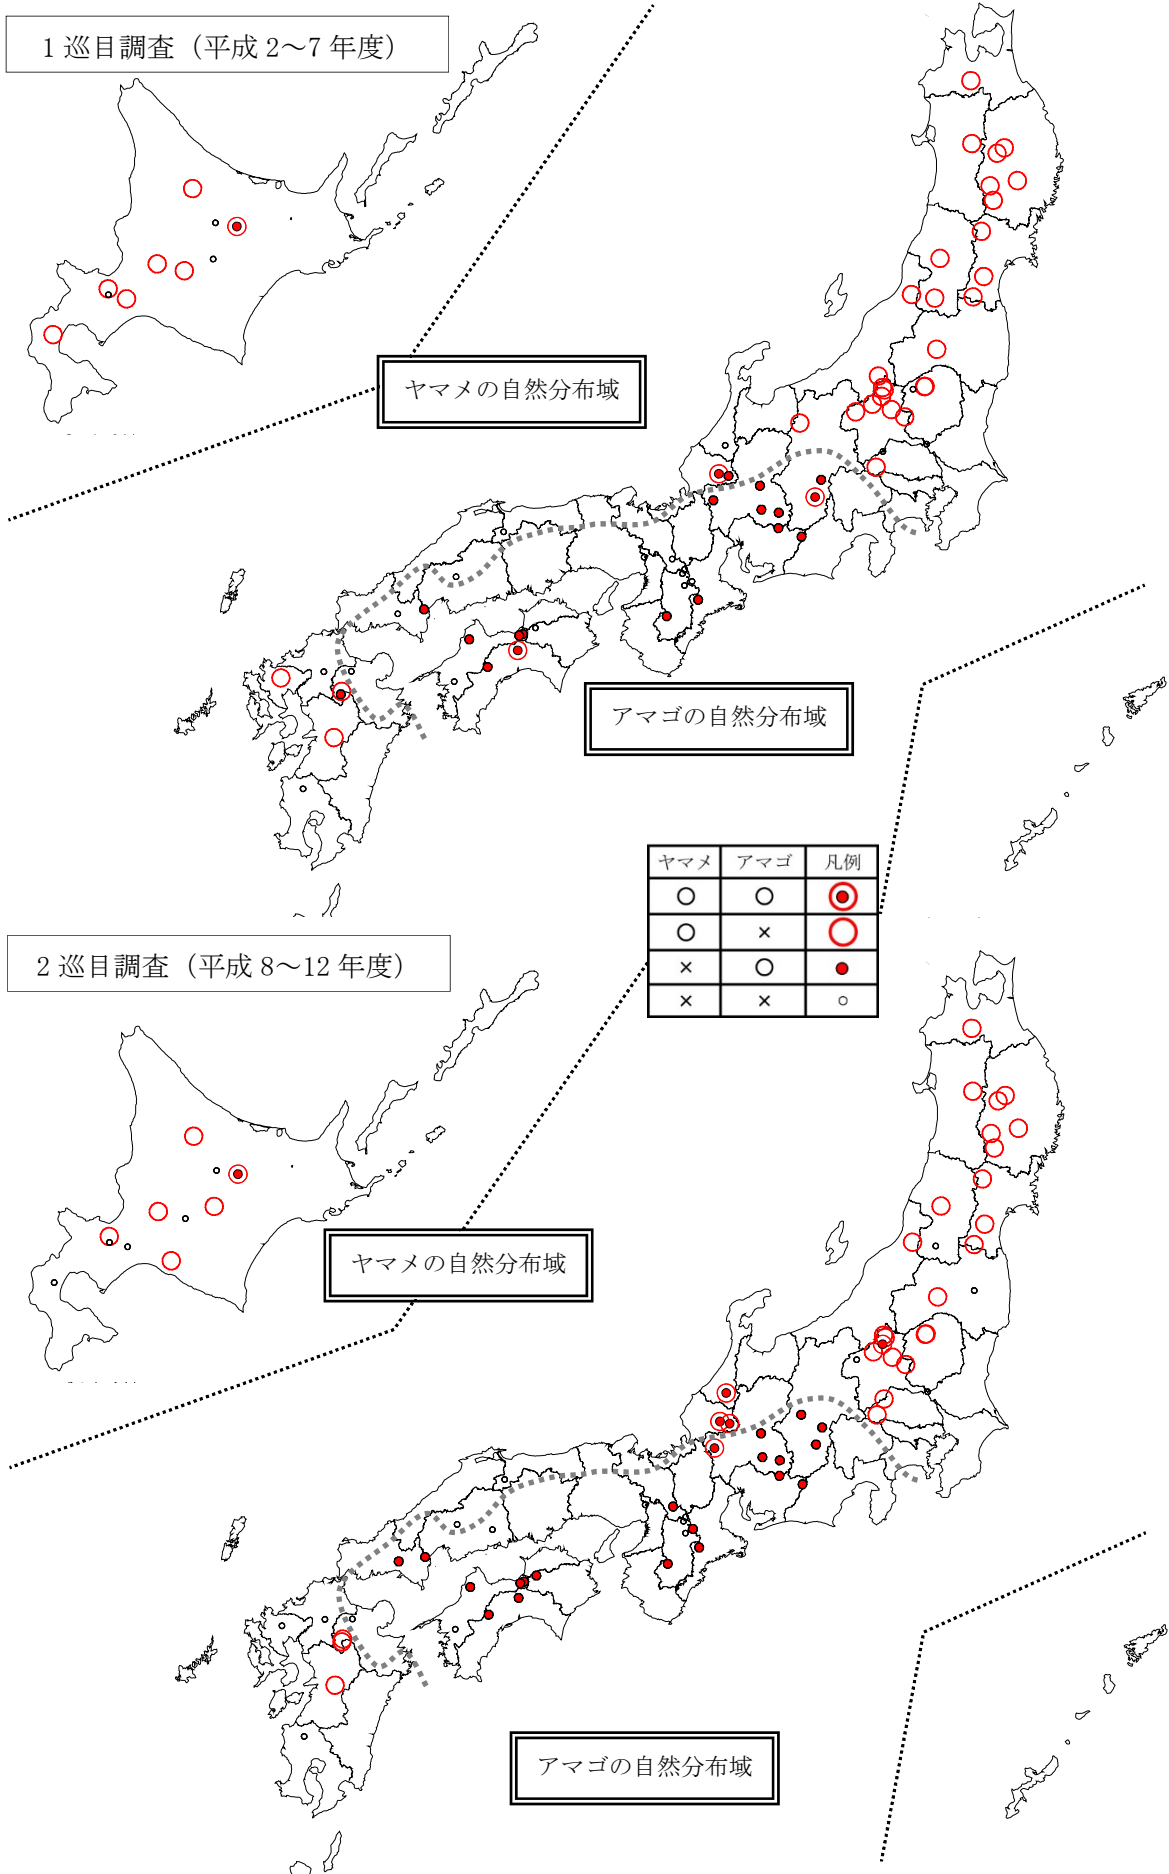 1 巡目調査（平成 2～7 年度）
ヤマメの自然分布域
アマゴの自然分布域
ヤマメ アマゴ 凡例
○ ○
○ ×
× ○
× ×
2 巡目調査（平成 8～12 年度）
ヤマメの自然分布域
アマゴの自然分布域